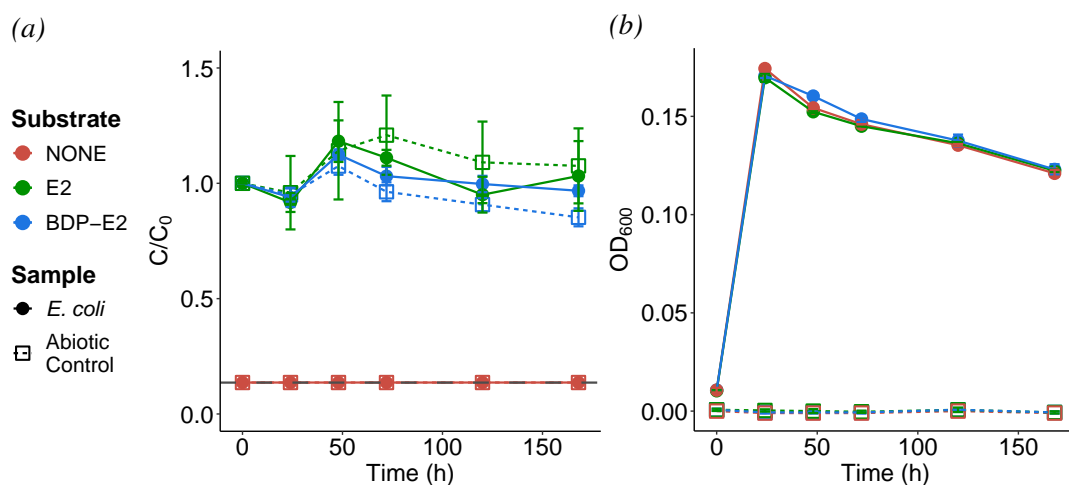 (a)
(b)
Substrate
NONE
E2
BDP−E2
Sample
E. coli
Abiotic
Control
C/C0
1.5
1.0
0.5
0.0
0
50
100
150
Time (h)
OD600
0.15
0.10
0.05
0.00
0
50
100
150
Time (h)